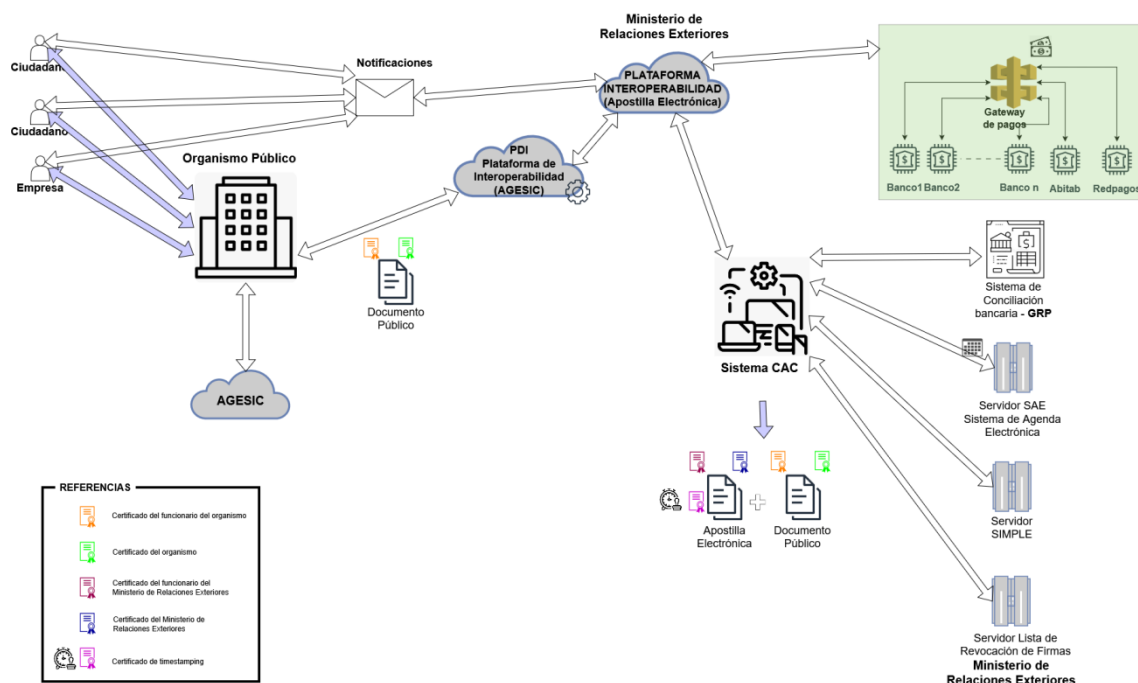 Ministerio de
Relaciones Exteriores
Ciudadano
Notificaciones
PLATAFORMA
INTEROPERABILIDAD
(Apostilla Electrónica)
Gateway
de pagos
Ciudadano
Organismo Público
PDI
Plataforma de
Interoperabilidad
(AGESIC)
Empresa
Banco1
Banco2
Banco n
Abitab
Redpagos
Documento
Público
Sistema de
Conciliación
bancaria - GRP
Sistema CAC
AGESIC
Servidor SAE
Sistema de Agenda
Electrónica
REFERENCIAS
Certificado del funcionario del organismo
Certificado del organismo
Certificado del funcionario del
Ministerio de Relaciones Exteriores
Certificado del Ministerio de
Relaciones Exteriores
Certificado de timestamping
Apostilla
Electrónica
Documento
Público
Servidor
SIMPLE
Servidor Lista de
Revocación de Firmas
Ministerio de
Relaciones Exteriores